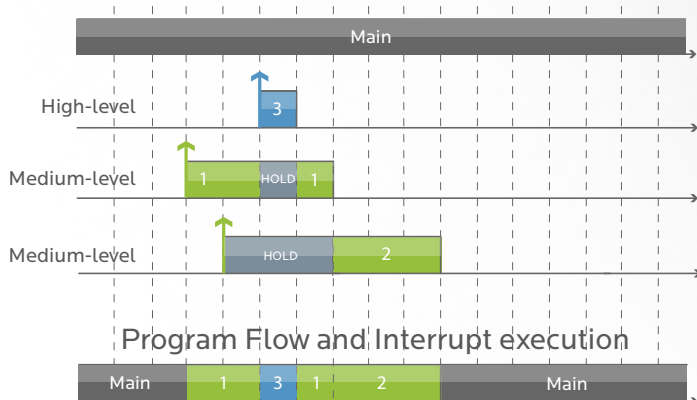 Main
High-level
3
Medium-level
1 HOLD 1
Medium-level
HOLD 2
Program Flow and Interrupt execution
Main 1 3 1 2 Main